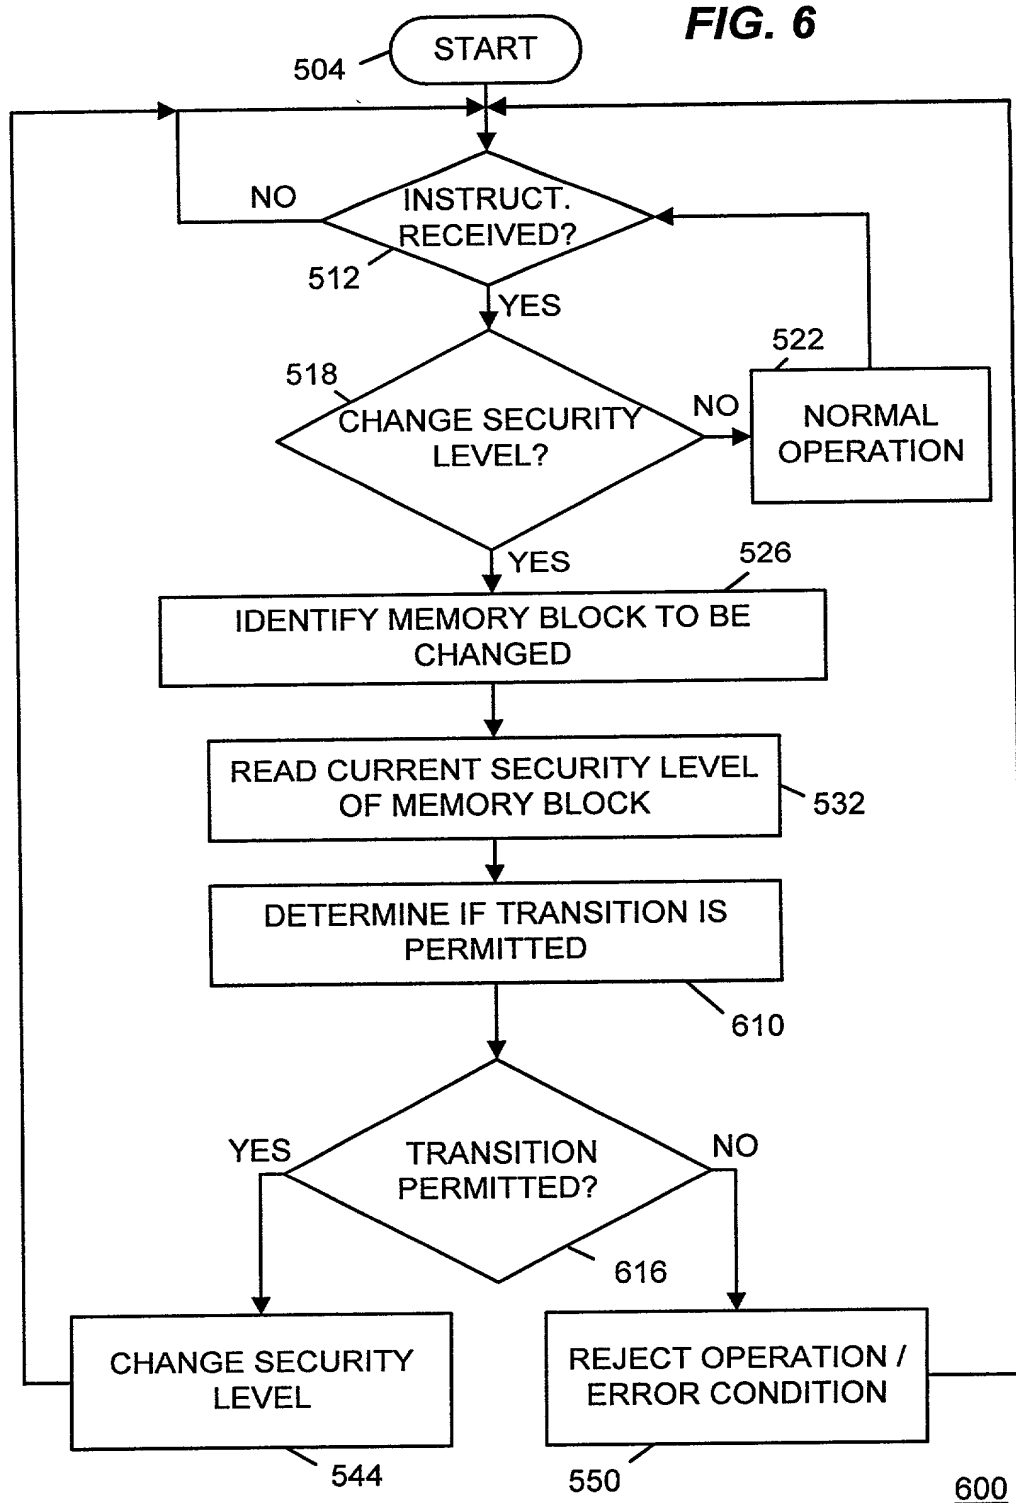 FIG. 6
START
504
NO
INSTRUCT.
RECEIVED?
512
YES
522
518
CHANGE SECURITY
LEVEL?
NO
NORMAL
OPERATION
YES
526
IDENTIFY MEMORY BLOCK TO BE
CHANGED
READ CURRENT SECURITY LEVEL
OF MEMORY BLOCK
532
DETERMINE IF TRANSITION IS
PERMITTED
610
YES
TRANSITION
PERMITTED?
NO
616
CHANGE SECURITY
LEVEL
REJECT OPERATION /
ERROR CONDITION
544
550
600